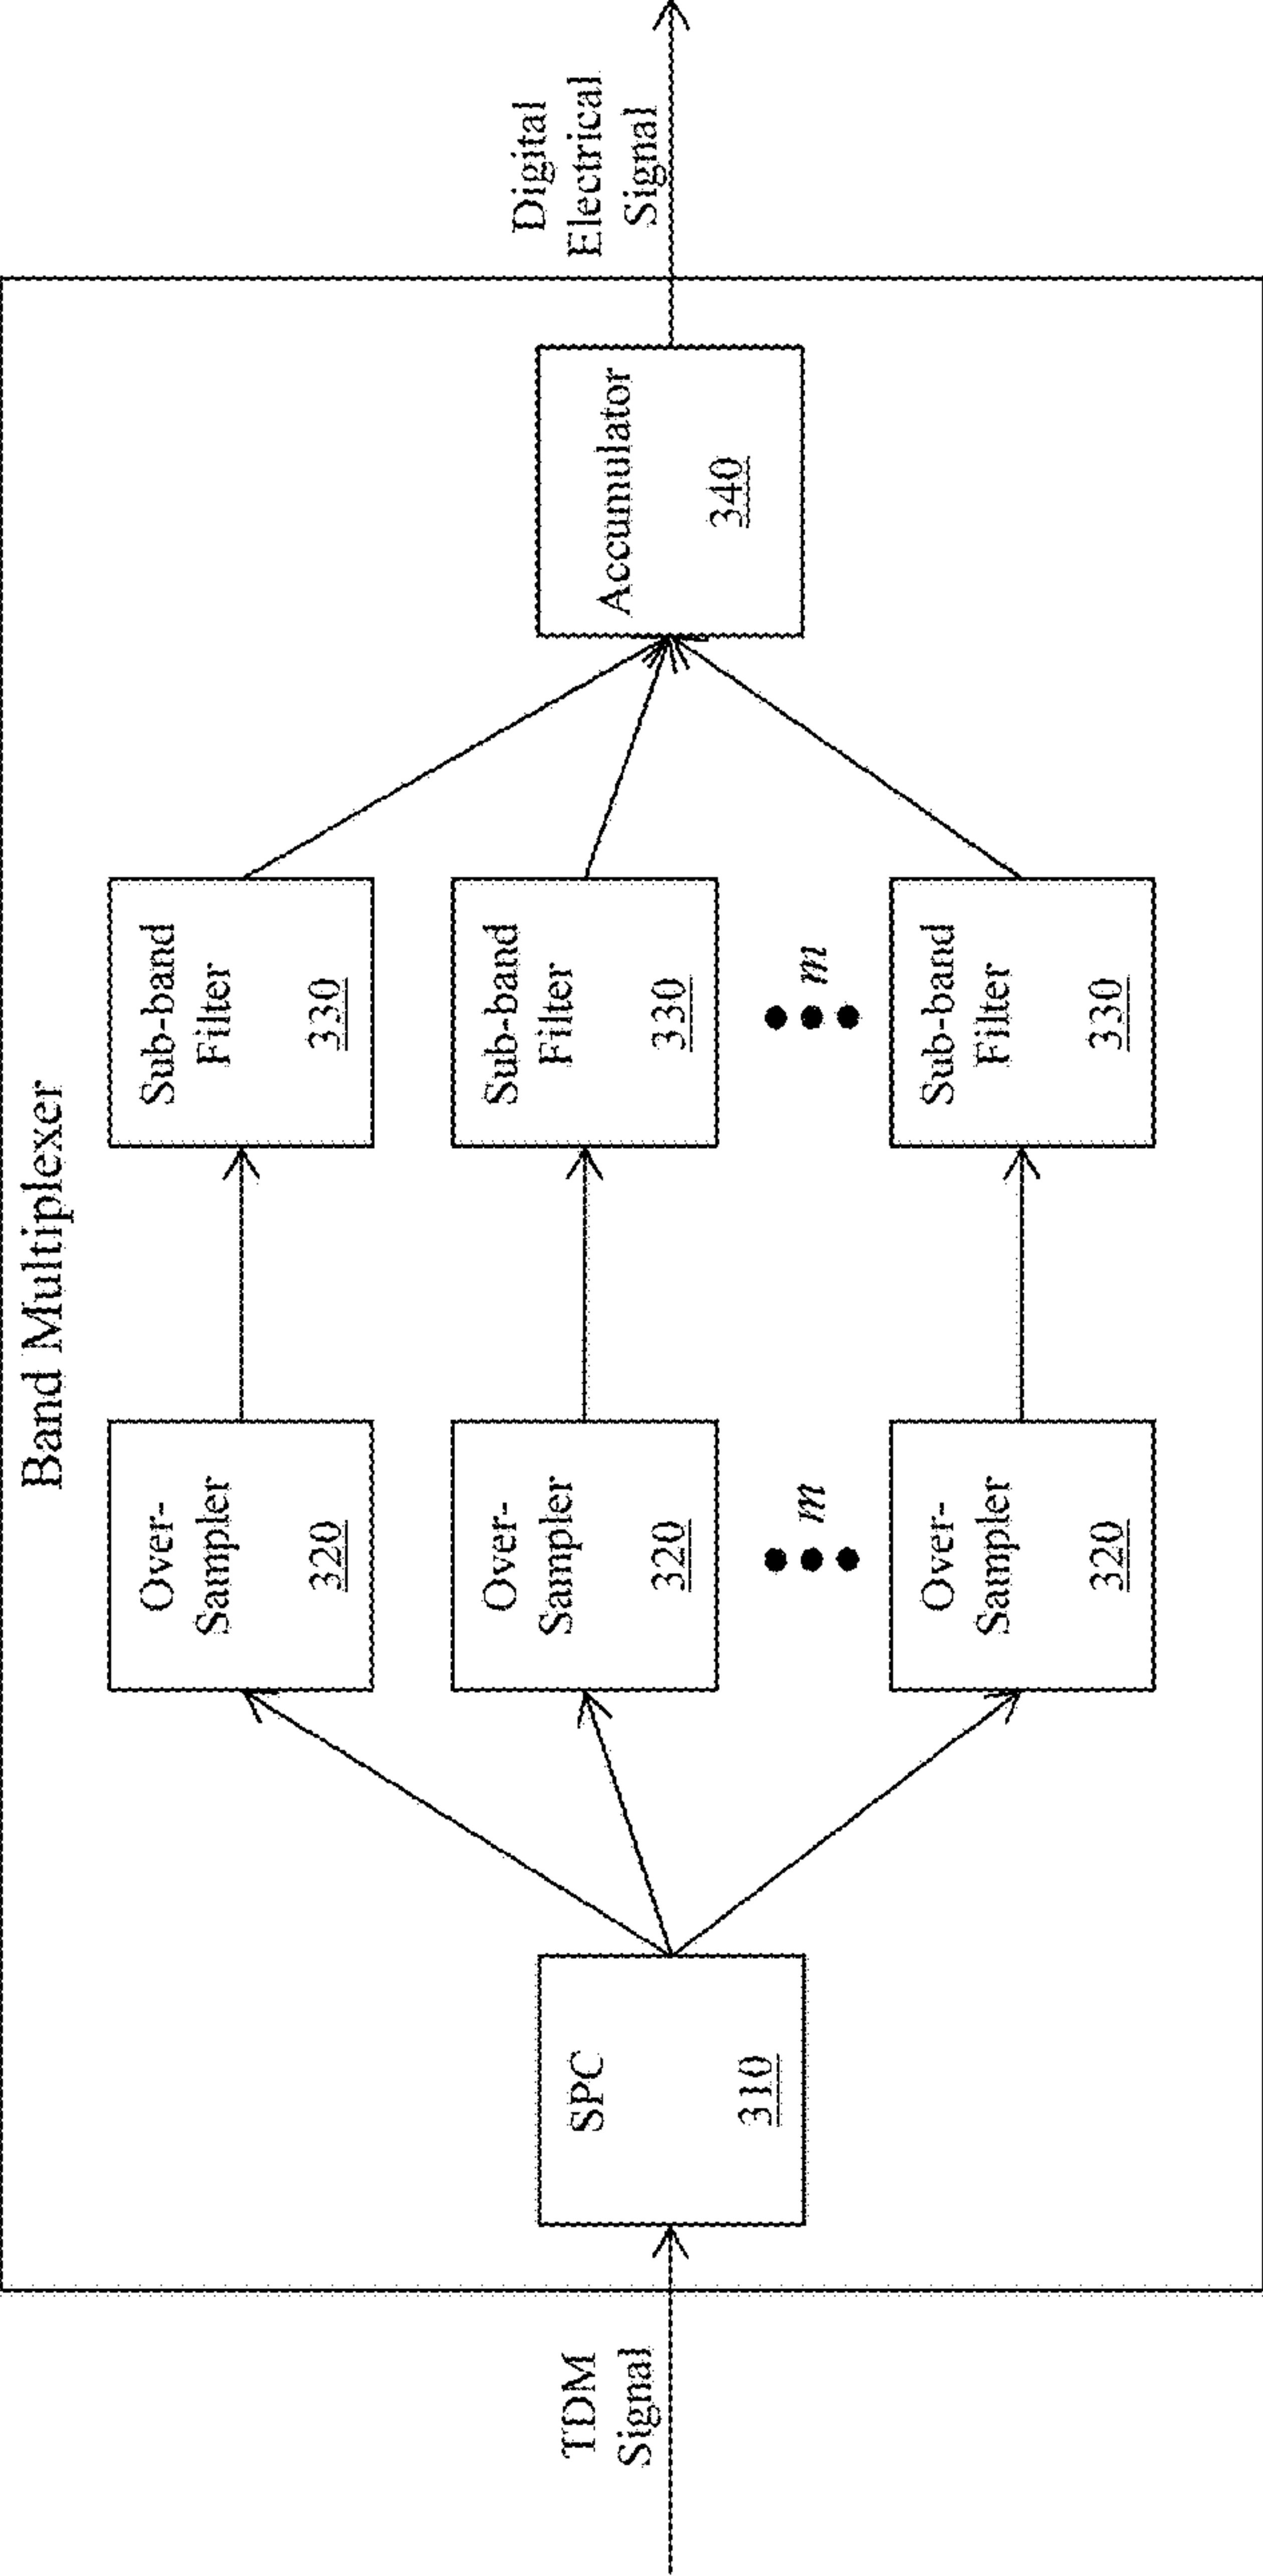 Band Multiplexer
TDM
Signal
SPC
310
Over-
Sampler
320
Over-
Sampler
320
m
Over-
Sampler
320
Sub-band
Filter
330
Sub-band
Filter
330
m
Sub-band
Filter
330
Accumulator
340
Digital
Electrical
Signal